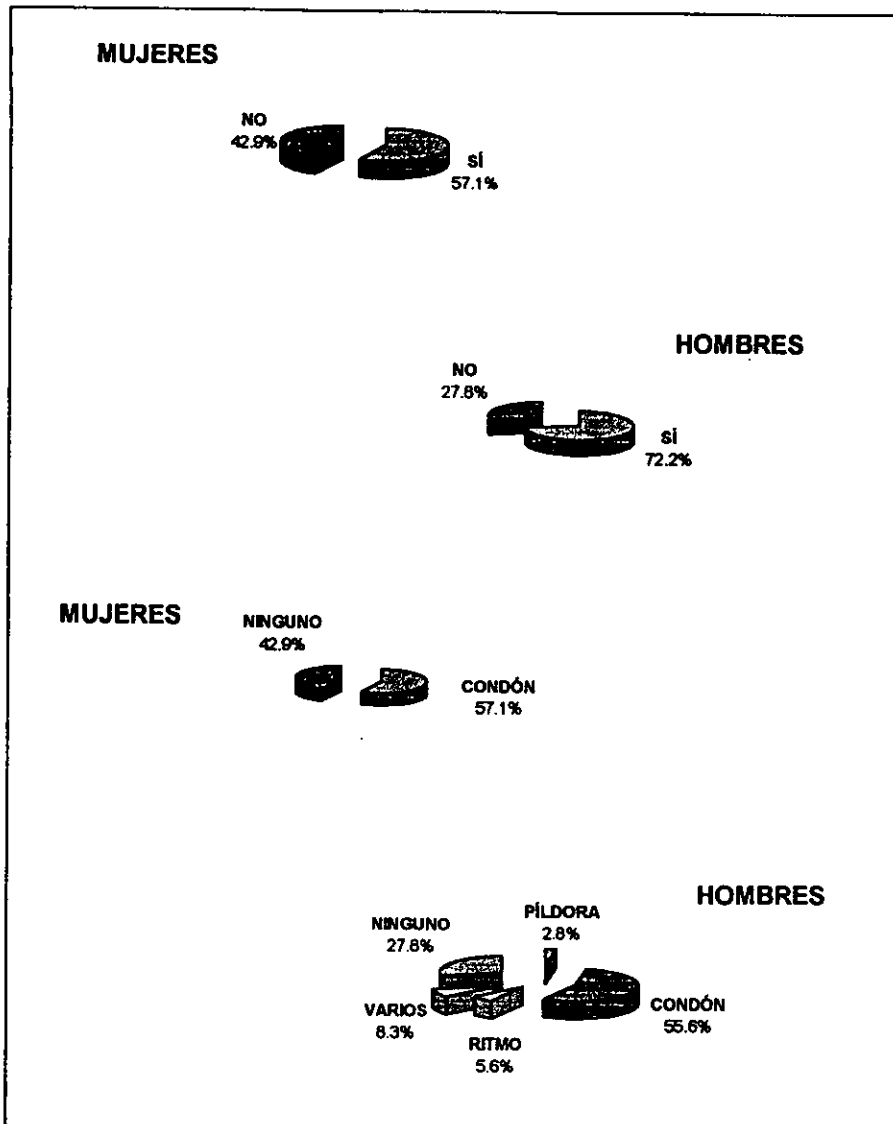 MUJERES
NO
42.9%
SÍ
57.1%
HOMBRES
NO
27.8%
SÍ
72.2%
MUJERES
NINGUNO
42.9%
CONDÓN
57.1%
HOMBRES
NINGUNO
27.8%
PÍLDORA
2.8%
VARIOS
8.3%
RITMO
5.6%
CONDÓN
55.6%